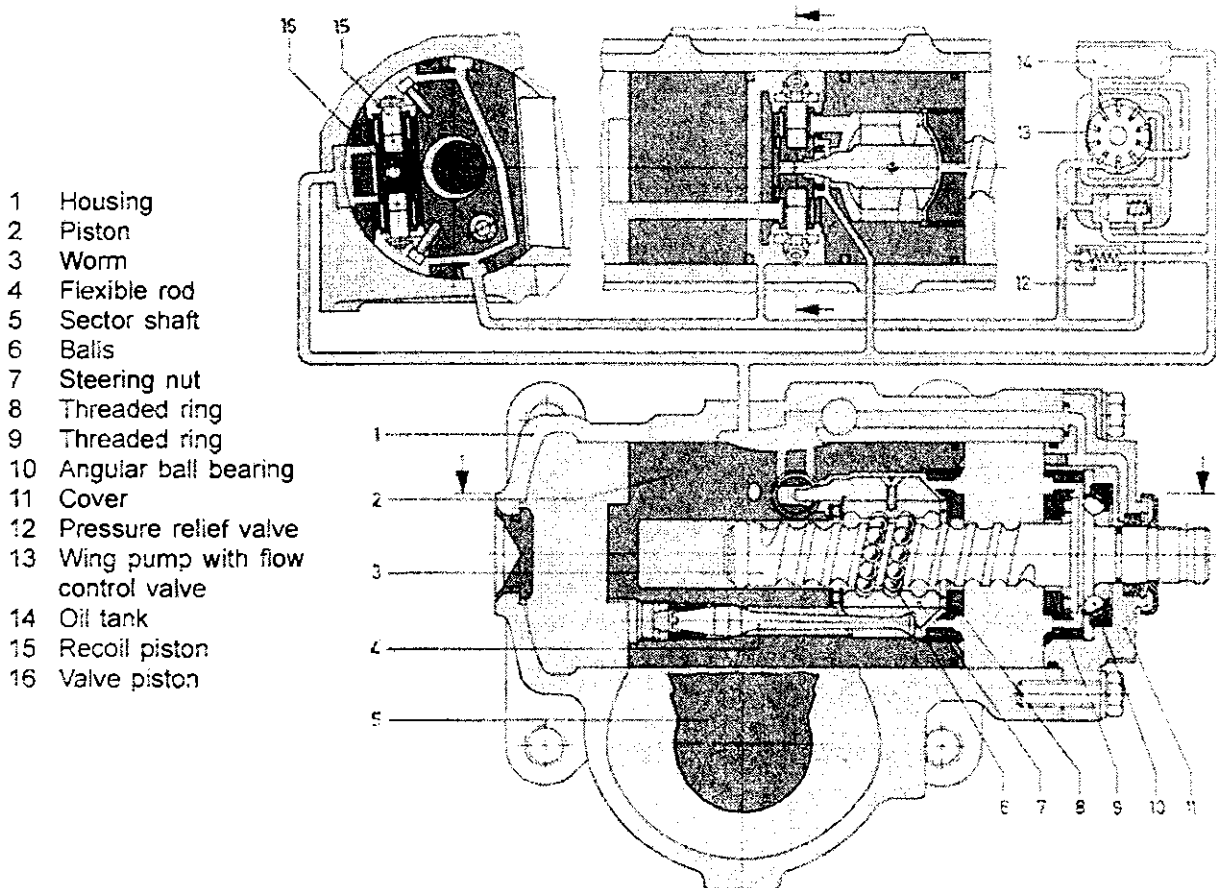 16 15
14
13
12
1 Housing
2 Piston
3 Worm
4 Flexible rod
5 Sector shaft
6 Balls
7 Steering nut
8 Threaded ring
9 Threaded ring
10 Angular ball bearing
11 Cover
12 Pressure relief valve
13 Wing pump with flow
control valve
14 Oil tank
15 Recoil piston
16 Valve piston
1
2
3
4
5
6 7 8 9 10 11